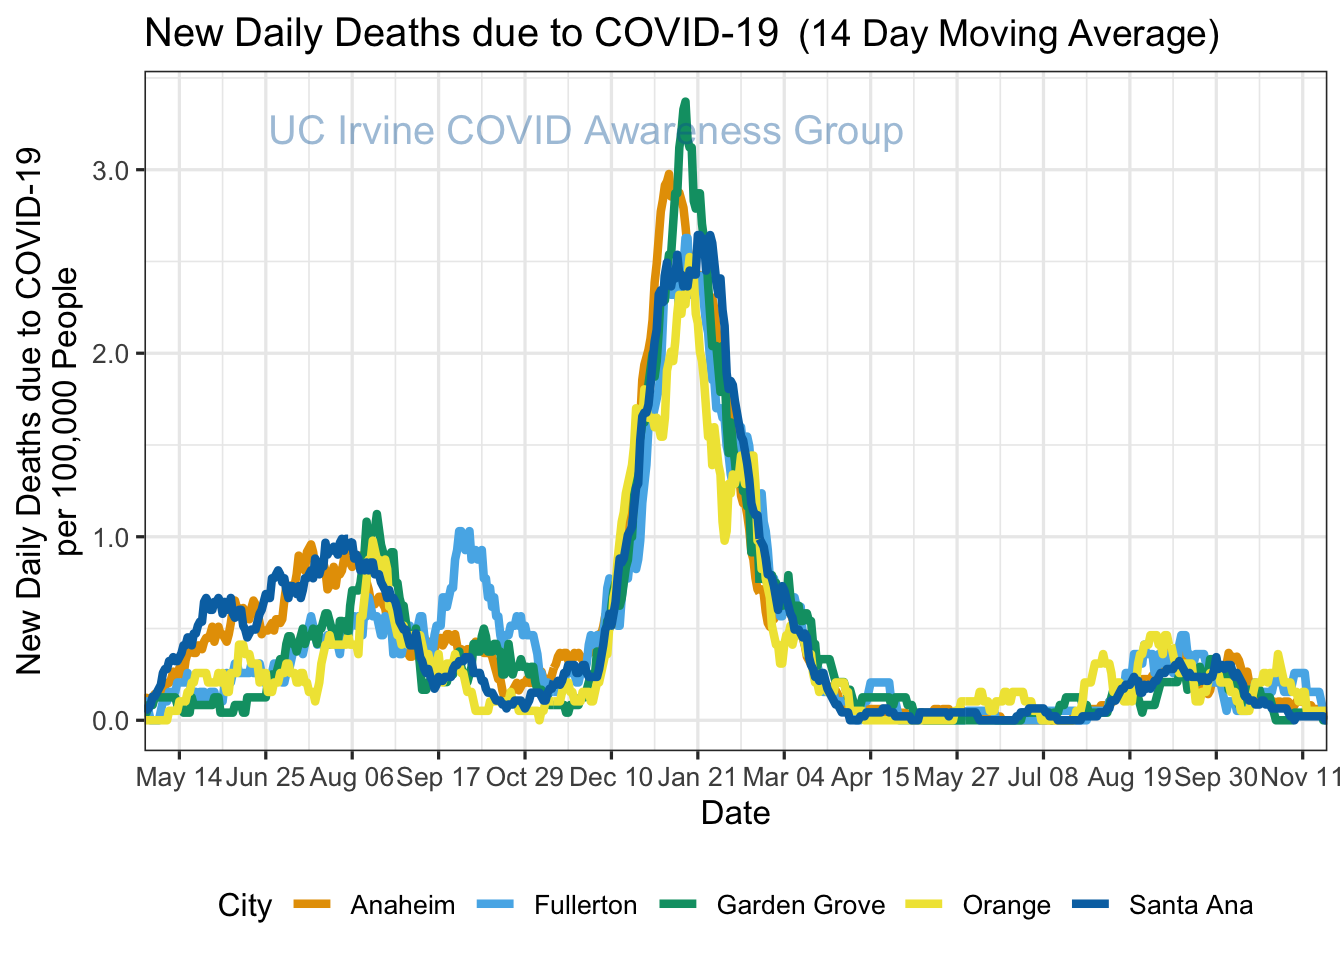 New Daily Deaths due to COVID-19 (14 Day Moving Average)
UC Irvine COVID Awareness Group
New Daily Deaths due to COVID-19
per 100,000 People
3.0
2.0
1.0
0.0
May 14 Jun 25 Aug 06 Sep 17 Oct 29 Dec 10 Jan 21 Mar 04 Apr 15 May 27 Jul 08 Aug 19 Sep 30 Nov 11
Date
City Anaheim Fullerton Garden Grove Orange Santa Ana